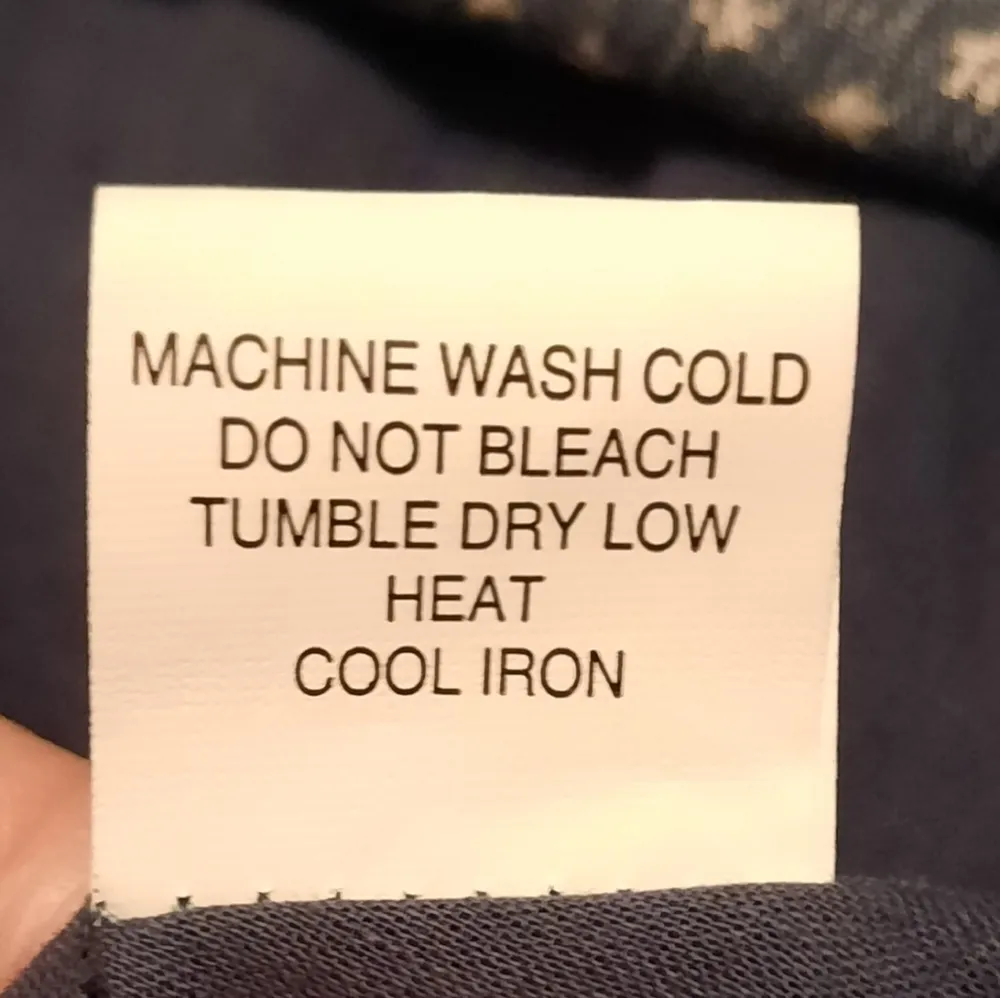 MACHINE WASH COLD
DO NOT BLEACH
TUMBLE DRY LOW
HEAT
COOL IRON